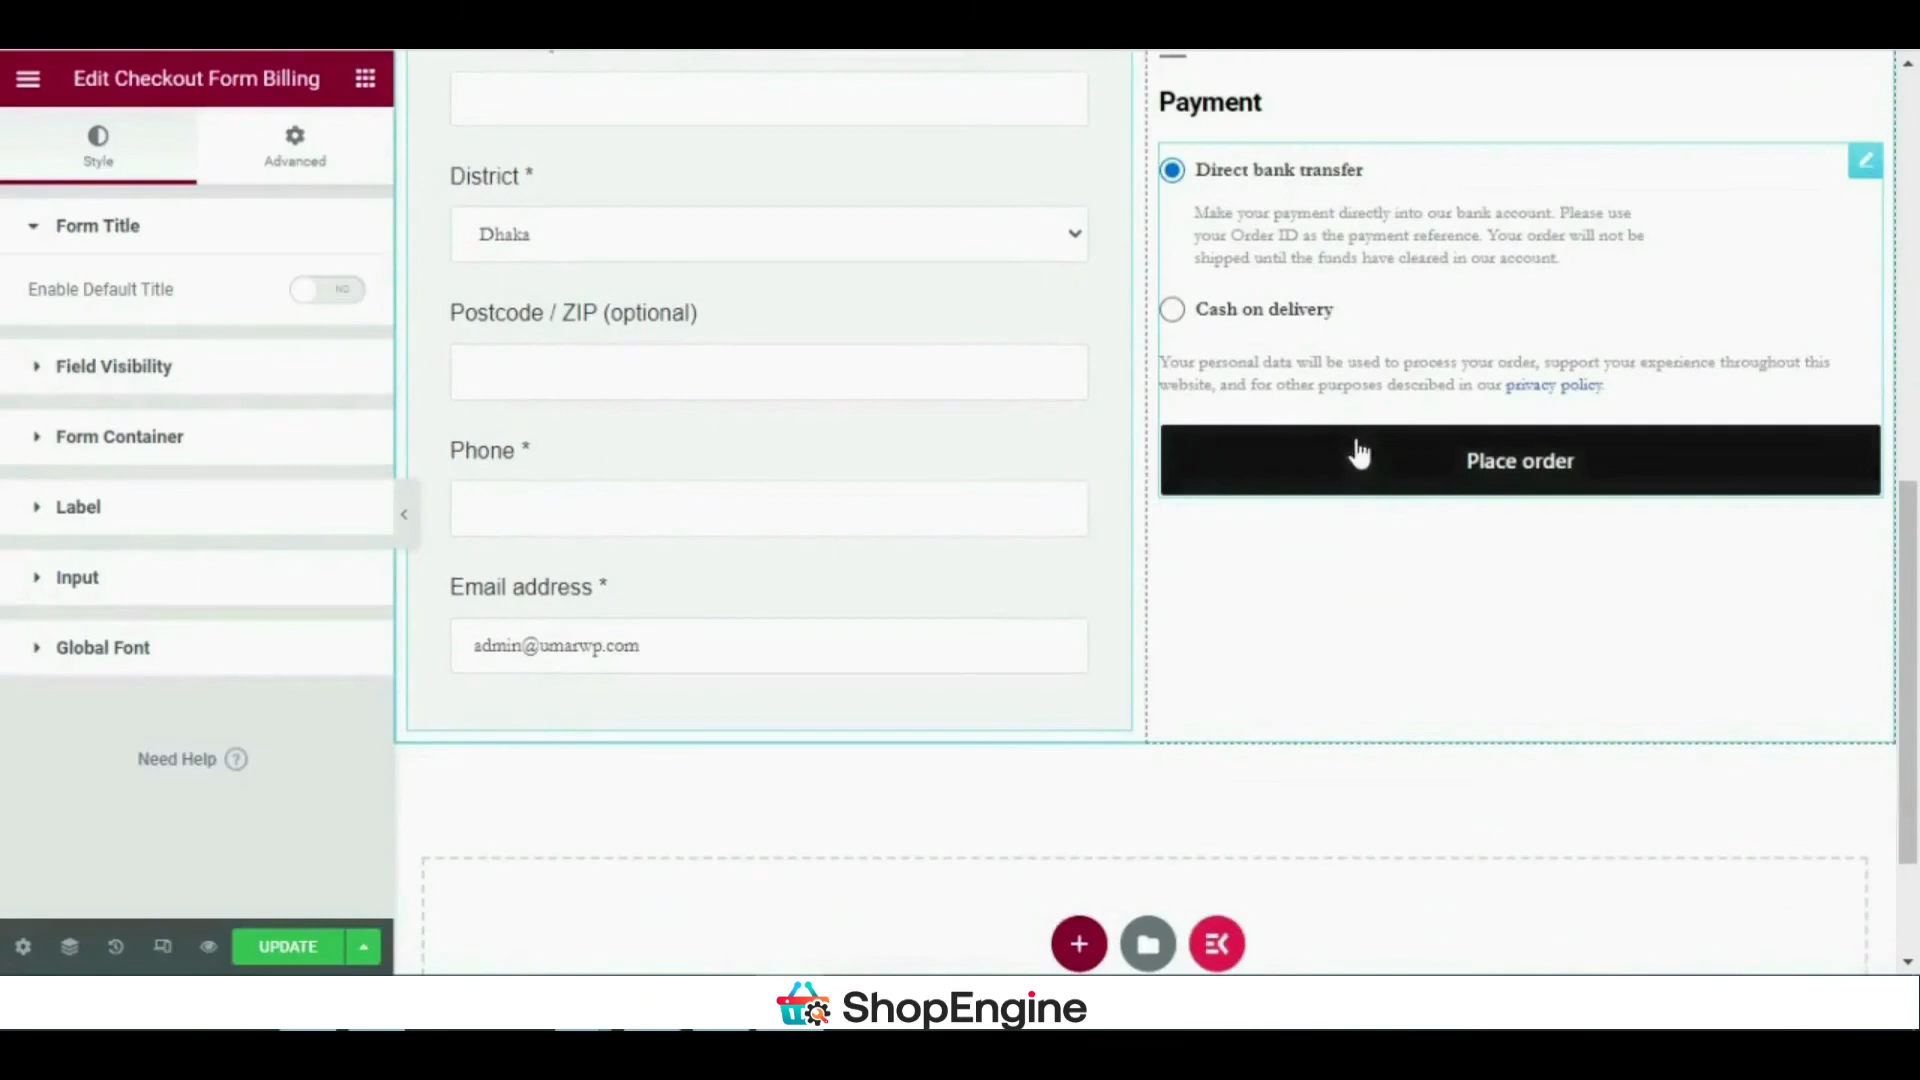 Edit Checkout Form Billing
Style
Advanced
Form Title
Enable Default Title
NO
Field Visibility
Form Container
Label
Input
Global Font
Need Help ?
UPDATE
District *
Dhaka
Postcode / ZIP (optional)
Phone *
Email address *
admin@umarwp.com
Payment
Direct bank transfer
Make your payment directly into our bank account. Please use
your Order ID as the payment reference. Your order will not be
shipped until the funds have cleared in our account.
Cash on delivery
Your personal data will be used to process your order, support your experience throughout this
website, and for other purposes described in our privacy policy.
Place order
ShopEngine